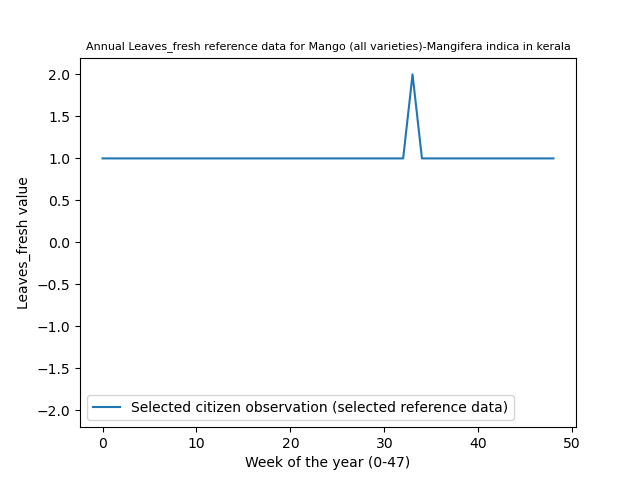 Annual Leaves_fresh reference data for Mango (all varieties)-Mangifera indica in kerala
2.0
1.5
1.0
0.5
0.0
−0.5
−1.0
−1.5
−2.0
Leaves_fresh value
Selected citizen observation (selected reference data)
0 10 20 30 40 50
Week of the year (0-47)